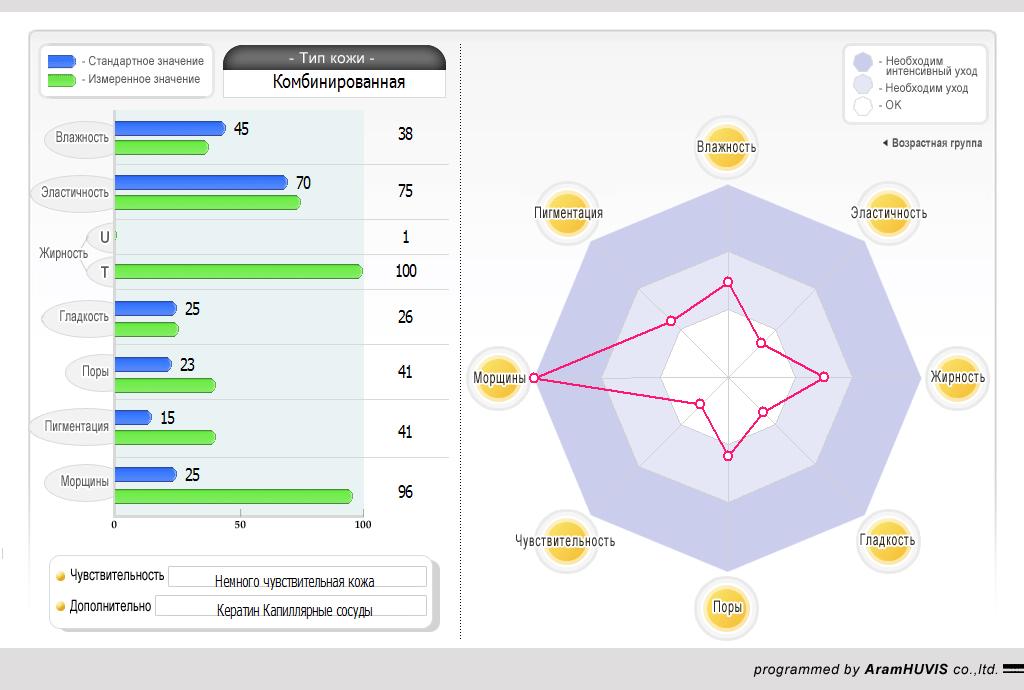 - Стандартное значение
- Измеренное значение
- Тип кожи -
Комбинированная
Влажность
45
38
Эластичность
70
75
Жирность
U
1
T
100
Гладкость
25
26
Поры
23
41
Пигментация
15
41
Морщины
25
96
0
50
100
Чувствительность
Немного чувствительная кожа
Дополнительно
Кератин Капиллярные сосуды
- Необходим
интенсивный уход
- Необходим уход
- ОК
Возрастная группа
Влажность
Пигментация
Эластичность
Морщины
Жирность
Чувствительность
Гладкость
Поры
programmed by AramHUVIS co.,ltd.